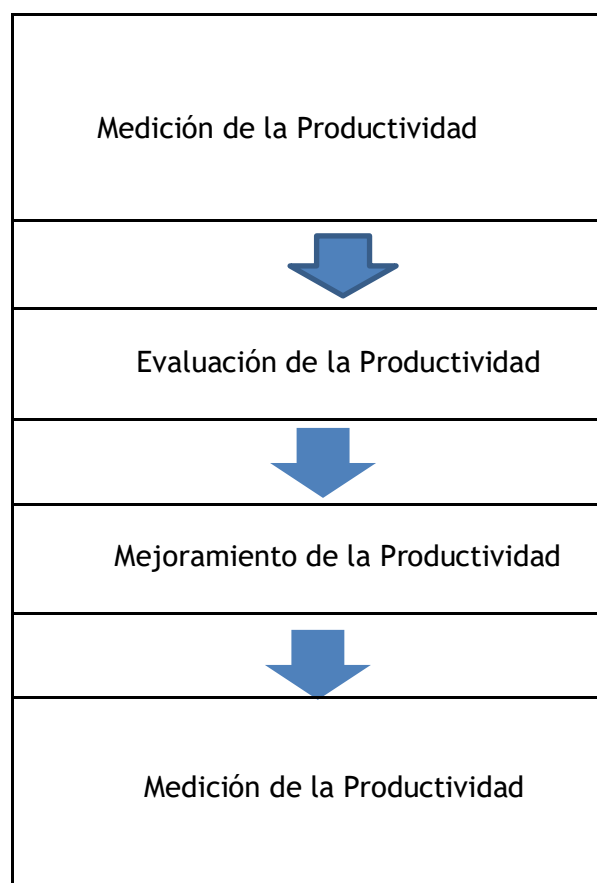 Medición de la Productividad
Evaluación de la Productividad
Mejoramiento de la Productividad
Medición de la Productividad